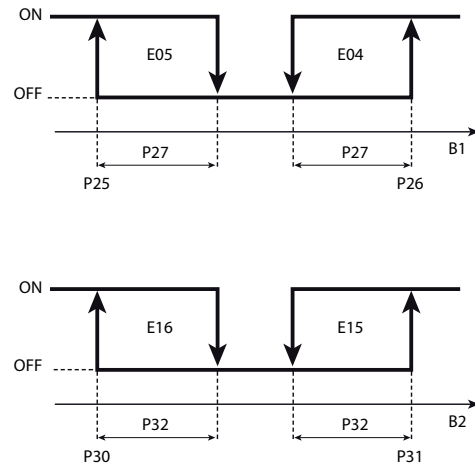 ON
E05 E04
OFF
P27 P27 B1
P25 P26
ON
E16 E15
OFF
P32 P32 B2
P30 P31